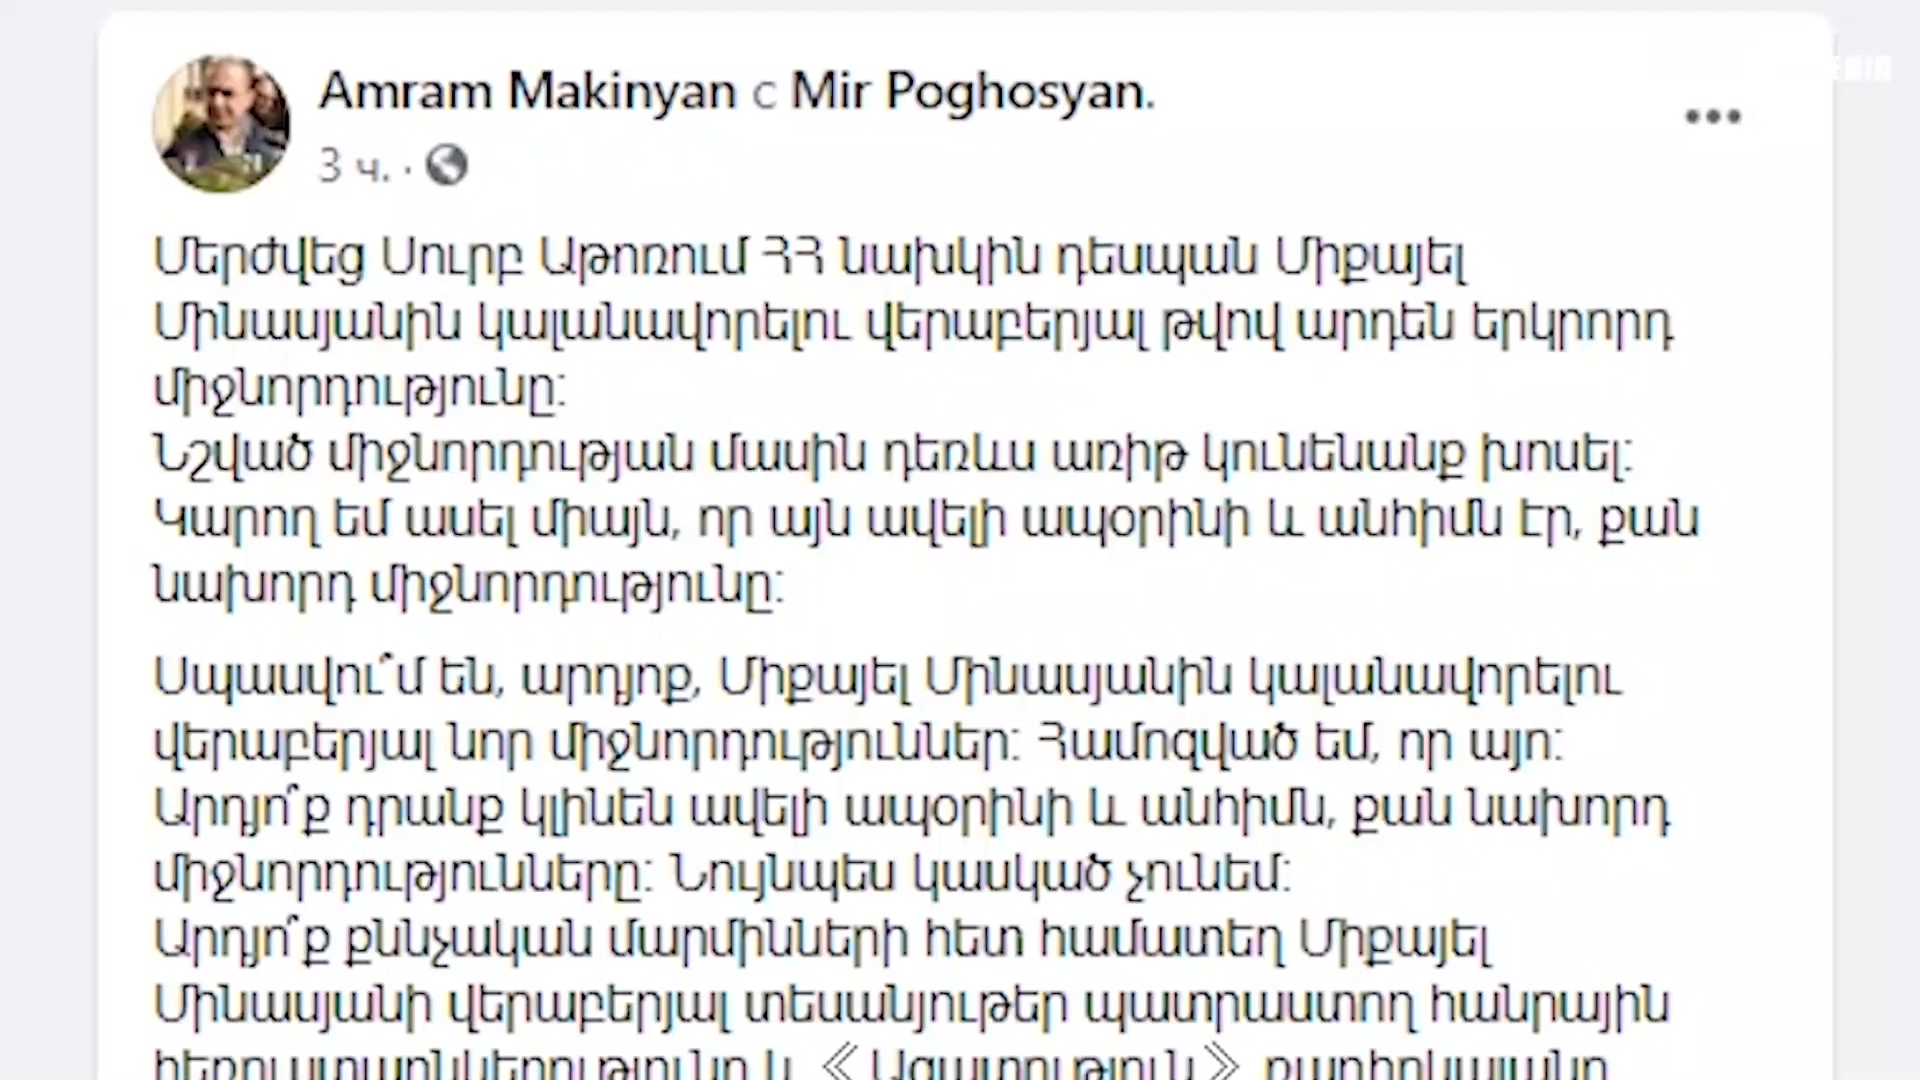 Amram Makinyan с Mir Poghosyan.
3 ч. ·
Մերժվեց Սուրբ Աթոռում ՀՀ նախկին դեսպան Միքայել
Մինասյանին կալանավորելու վերաբերյալ թվով արդեն երկրորդ
միջնորդությունը։
Նշված միջնորդության մասին դեռևս առիթ կունենանք խոսել։
Կարող եմ ասել միայն, որ այն ավելի ապօրինի և անհիմն էր, քան
նախորդ միջնորդությունը։
Սպասվու՞մ են, արդյոք, Միքայել Մինասյանին կալանավորելու
վերաբերյալ նոր միջնորդություններ։ Համոզված եմ, որ այո։
Արդյո՞ք դրանք կլինեն ավելի ապօրինի և անհիմն, քան նախորդ
միջնորդությունները։ Նույնպես կասկած չունեմ։
Արդյո՞ք քննչական մարմինների հետ համատեղ Միքայել
Մինասյանի վերաբերյալ տեսանյութեր պատրաստող հանրային
հեռուստաընկերությունը և 《Ազատություն》 ռադիոկայանը